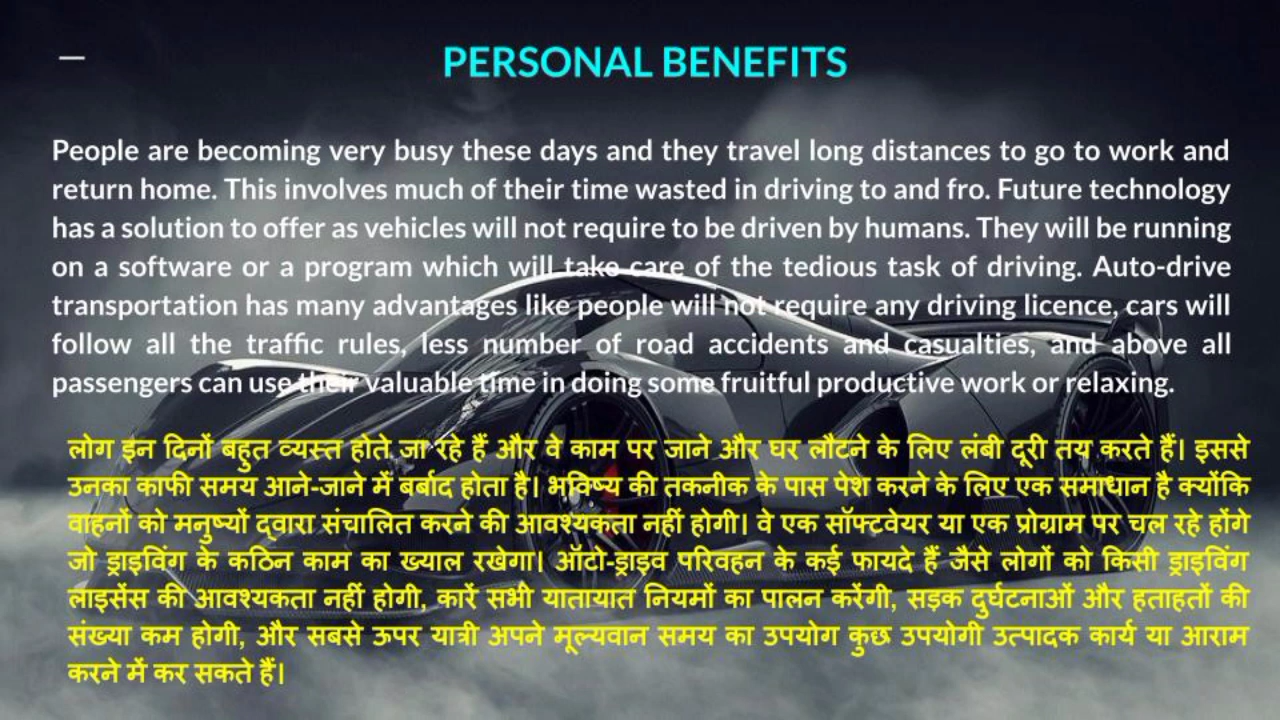 PERSONAL BENEFITS
People are becoming very busy these days and they travel long distances to go to work and
return home. This involves much of their time wasted in driving to and fro. Future technology
has a solution to offer as vehicles will not require to be driven by humans. They will be running
on a software or a program which will take care of the tedious task of driving. Auto-drive
transportation has many advantages like people will not require any driving licence, cars will
follow all the traffic rules, less number of road accidents and casualties, and above all
passengers can use their valuable time in doing some fruitful productive work or relaxing.
लोग इन दिनों बहुत व्यस्त होते जा रहे हैं और वे काम पर जाने और घर लौटने के लिए लंबी दूरी तय करते हैं। इससे
उनका काफी समय आने-जाने में बर्बाद होता है। भविष्य की तकनीक के पास पेश करने के लिए एक समाधान है क्योंकि
वाहनों को मनुष्यों द्वारा संचालित करने की आवश्यकता नहीं होगी। वे एक सॉफ्टवेयर या एक प्रोग्राम पर चल रहे होंगे
जो ड्राइविंग के कठिन काम का ख्याल रखेगा। ऑटो-ड्राइव परिवहन के कई फायदे हैं जैसे लोगों को किसी ड्राइविंग
लाइसेंस की आवश्यकता नहीं होगी, कारें सभी यातायात नियमों का पालन करेंगी, सड़क दुर्घटनाओं और हताहतों की
संख्या कम होगी, और सबसे ऊपर यात्री अपने मूल्यवान समय का उपयोग कुछ उपयोगी उत्पादक कार्य या आराम
करने में कर सकते हैं।